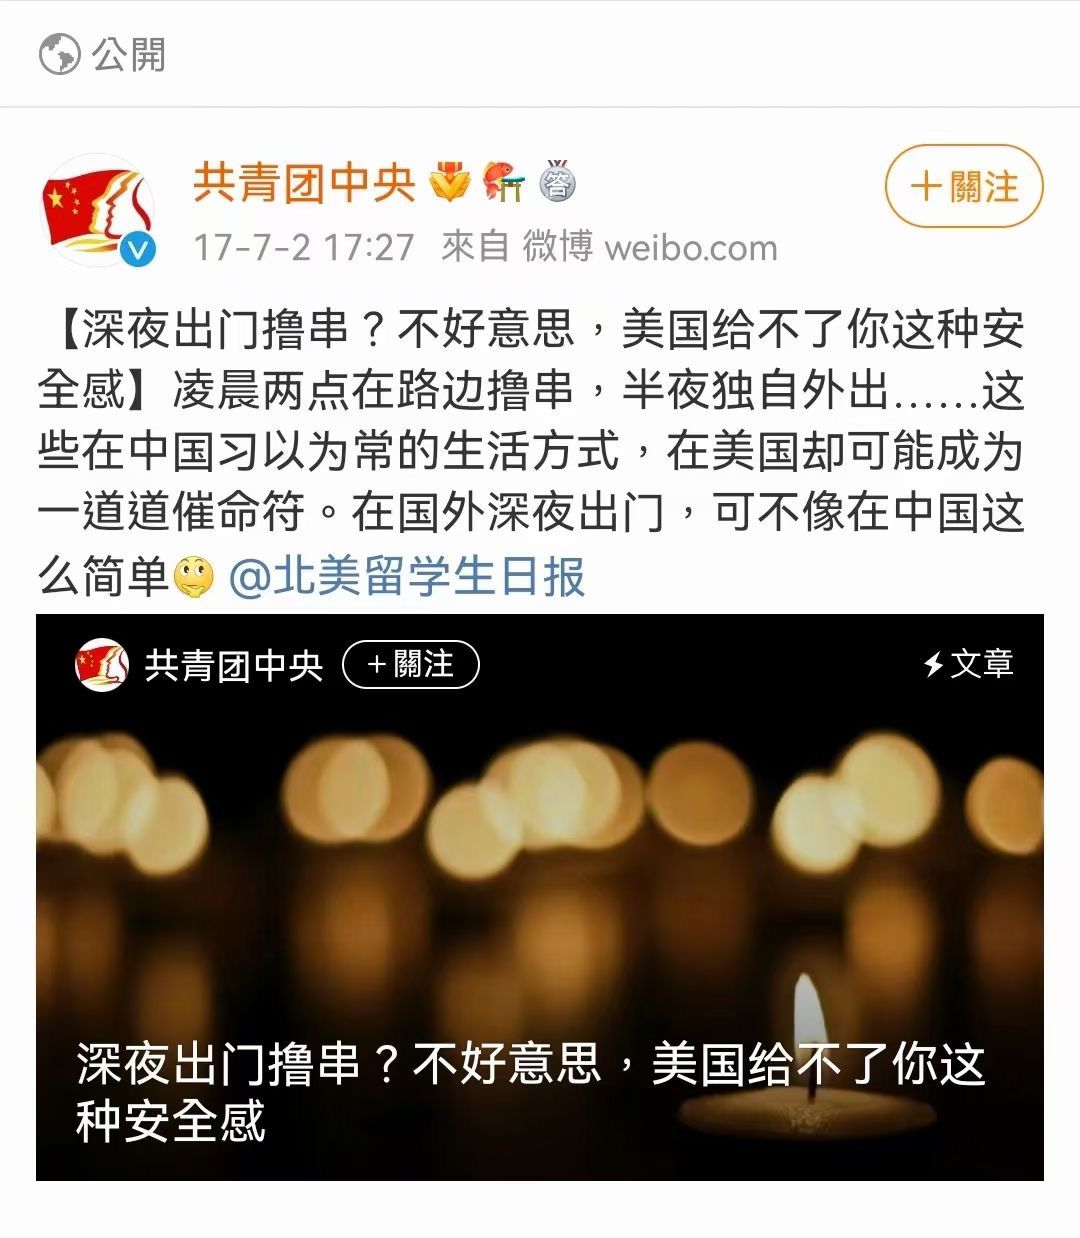 公開
共青团中央
答
+關注
17-7-2 17:27 來自 微博 weibo.com
【深夜出门撸串？不好意思，美国给不了你这种安
全感】凌晨两点在路边撸串，半夜独自外出……这
些在中国习以为常的生活方式，在美国却可能成为
一道道催命符。在国外深夜出门，可不像在中国这
么简单🤔 @北美留学生日报
共青团中央 +關注
文章
深夜出门撸串？不好意思，美国给不了你这
种安全感